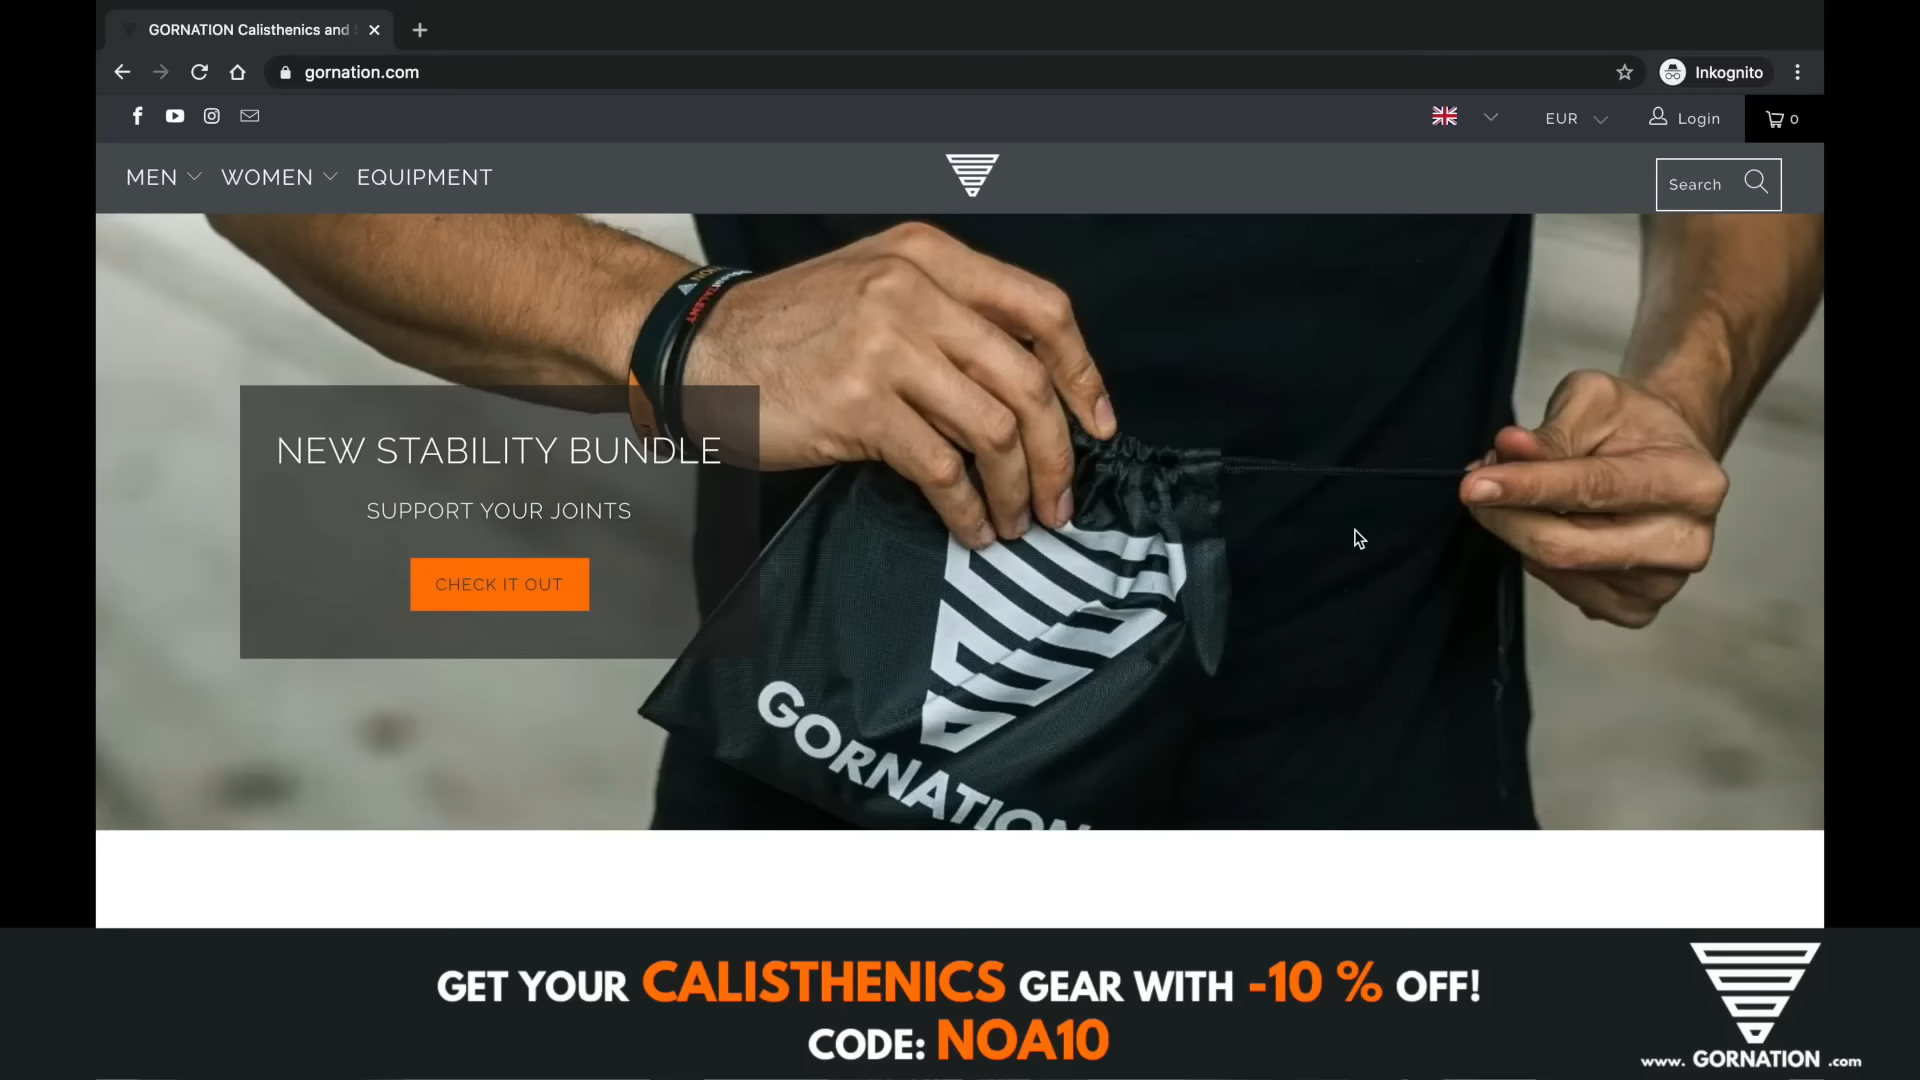 GORNATION Calisthenics and S
gornation.com
Inkognito
EUR
Login
0
MEN
WOMEN
EQUIPMENT
Search
TALENT
NEW STABILITY BUNDLE
SUPPORT YOUR JOINTS
CHECK IT OUT
GORNATION
GET YOUR CALISTHENICS GEAR WITH -10 % OFF!
CODE: NOA10
www. GORNATION .com